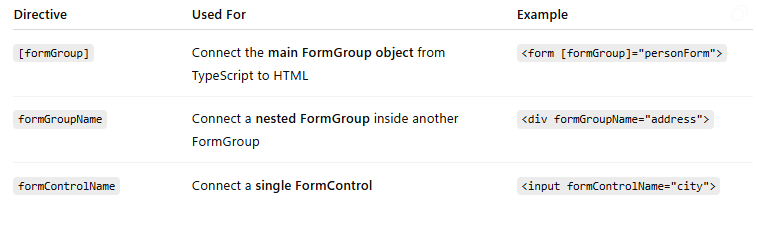 Directive Used For Example
[formGroup] Connect the main FormGroup object from <form [formGroup]="personForm">
TypeScript to HTML
formGroupName Connect a nested FormGroup inside another <div formGroupName="address">
FormGroup
formControlName Connect a single FormControl <input formControlName="city">